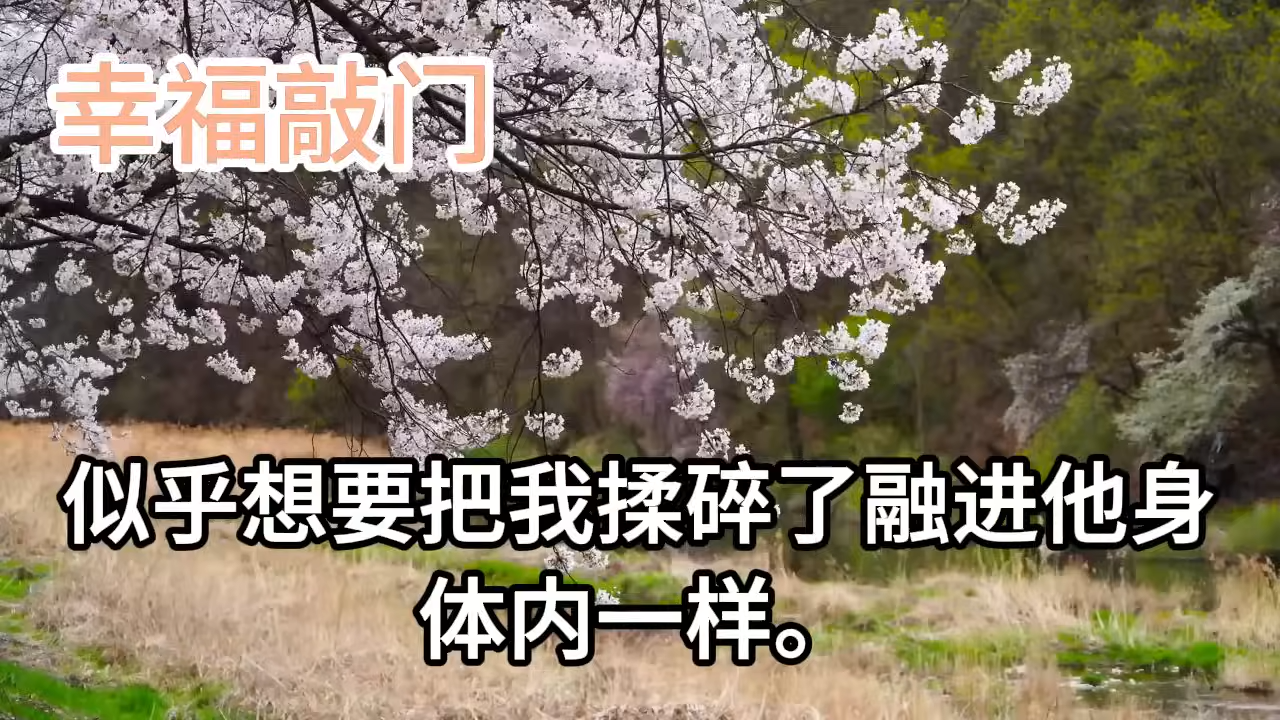 幸福敲门
似乎想要把我揉碎了融进他身
体内一样。